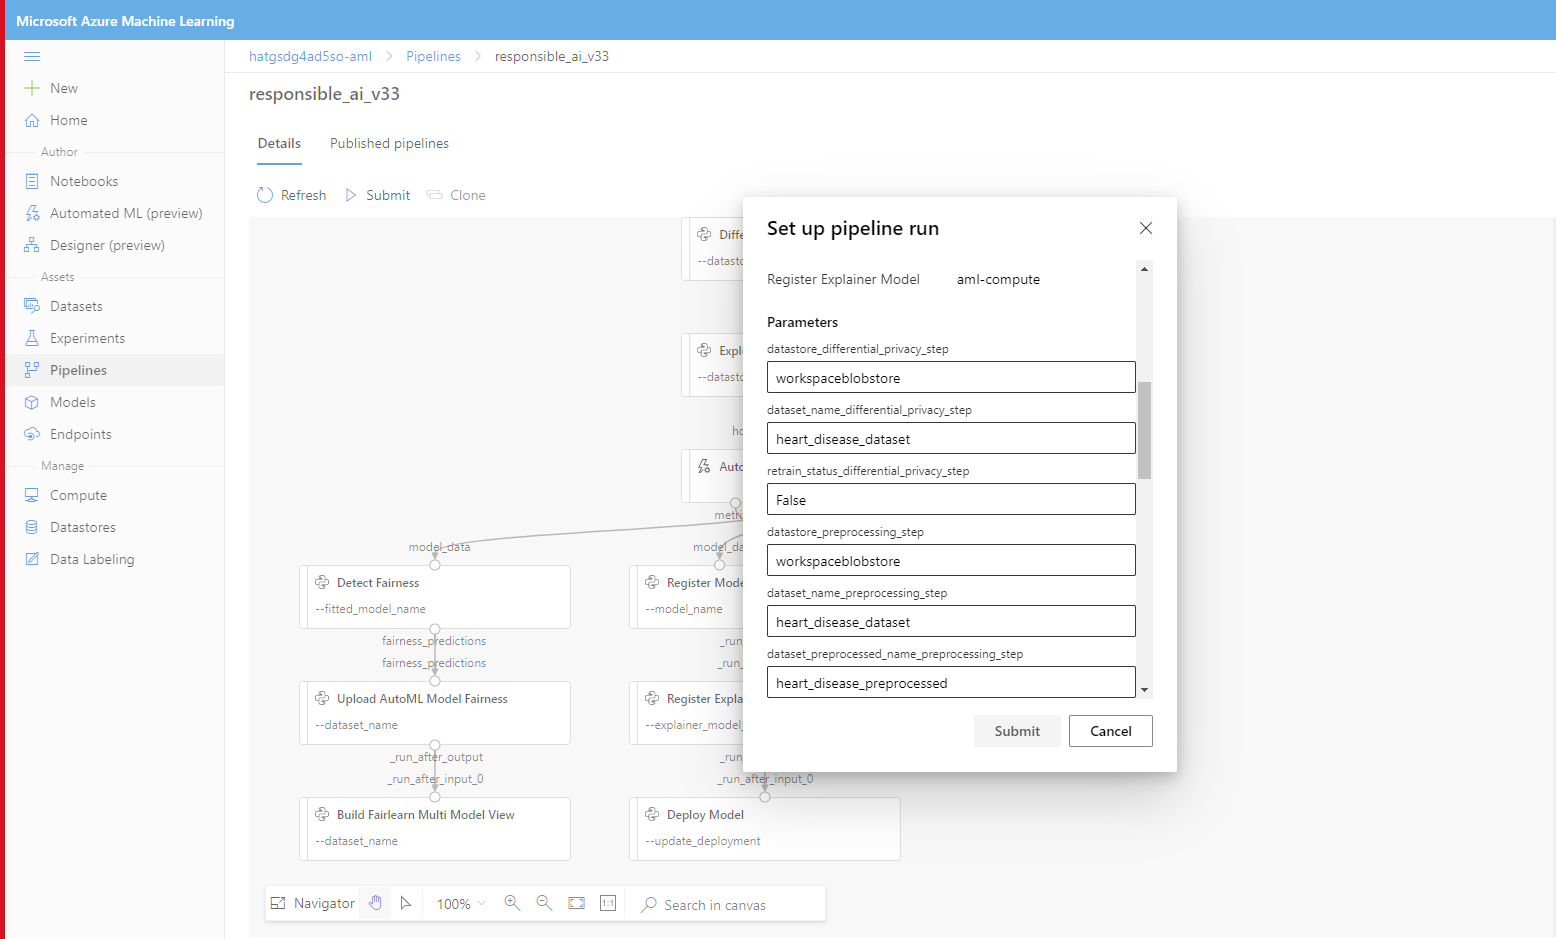 Microsoft Azure Machine Learning
New
Home
Author
Notebooks
Automated ML (preview)
Designer (preview)
Assets
Datasets
Experiments
Pipelines
Models
Endpoints
Manage
Compute
Datastores
Data Labeling
hatgsdg4ad5so-aml > Pipelines > responsible_ai_v33
responsible_ai_v33
Details Published pipelines
Refresh Submit Clone
Diffe
--datasto
Expl
--datasto
ho
Auto
metri
model_data
model_da
Detect Fairness
--fitted_model_name
Register Mode
--model_name
fairness_predictions
fairness_predictions
_run
_run
Upload AutoML Model Fairness
--dataset_name
Register Expla
--explainer_model_
_run_after_output
_run_after_input_0
_run
_run_after_input_0
Build Fairlearn Multi Model View
--dataset_name
Deploy Model
--update_deployment
Navigator 100% 1:1 Search in canvas
Set up pipeline run
Register Explainer Model aml-compute
Parameters
datastore_differential_privacy_step
workspaceblobstore
dataset_name_differential_privacy_step
heart_disease_dataset
retrain_status_differential_privacy_step
False
datastore_preprocessing_step
workspaceblobstore
dataset_name_preprocessing_step
heart_disease_dataset
dataset_preprocessed_name_preprocessing_step
heart_disease_preprocessed
Submit Cancel